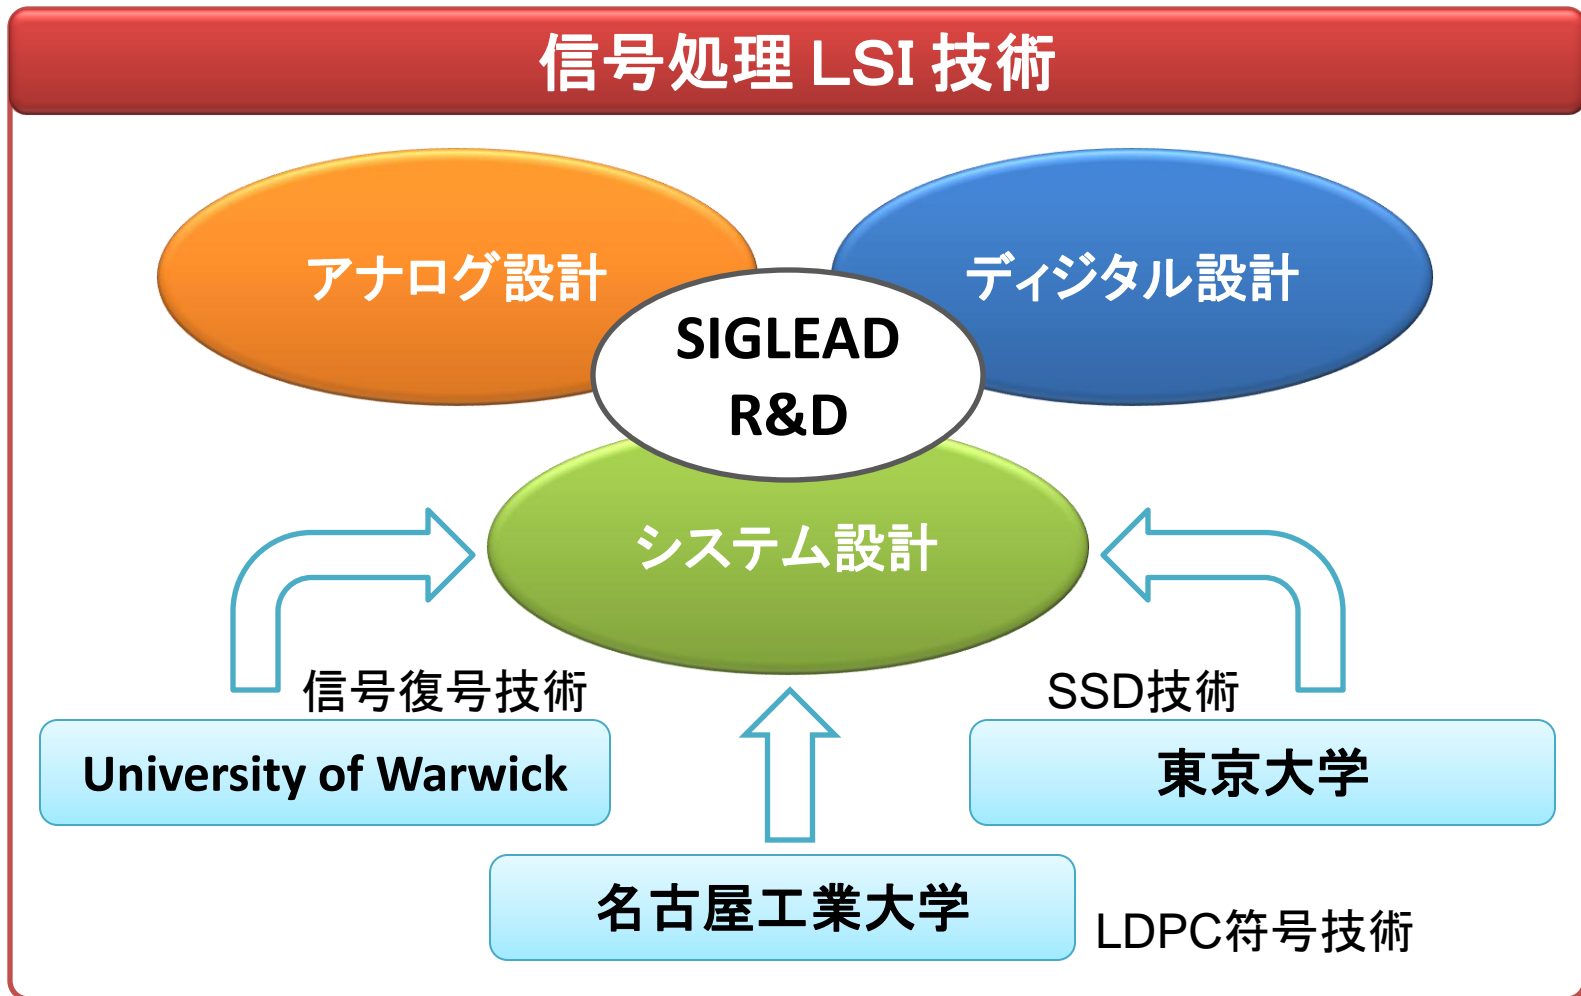 信号処理 LSI 技術
アナログ設計
ディジタル設計
SIGLEAD
R&D
システム設計
信号復号技術
SSD技術
University of Warwick
東京大学
名古屋工業大学
LDPC符号技術